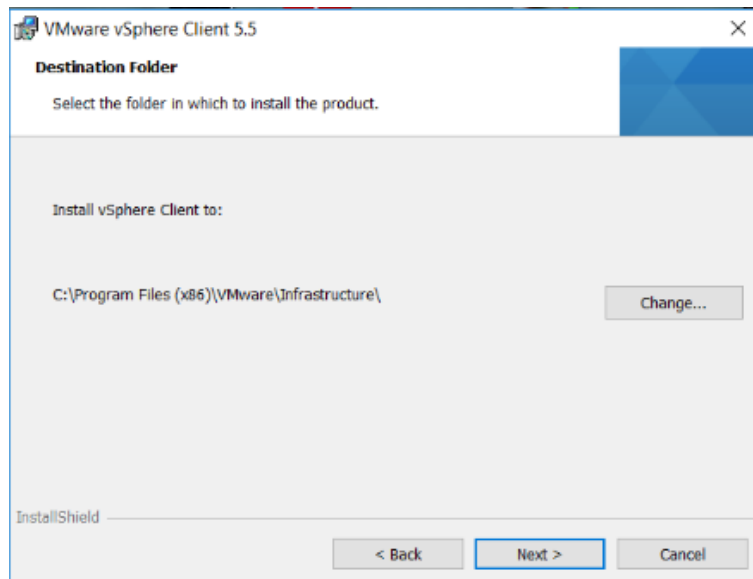 VMware vSphere Client 5.5
Destination Folder
Select the folder in which to install the product.
Install vSphere Client to:
C:\Program Files (x86)\VMware\Infrastructure\
Change...
InstallShield
< Back
Next >
Cancel